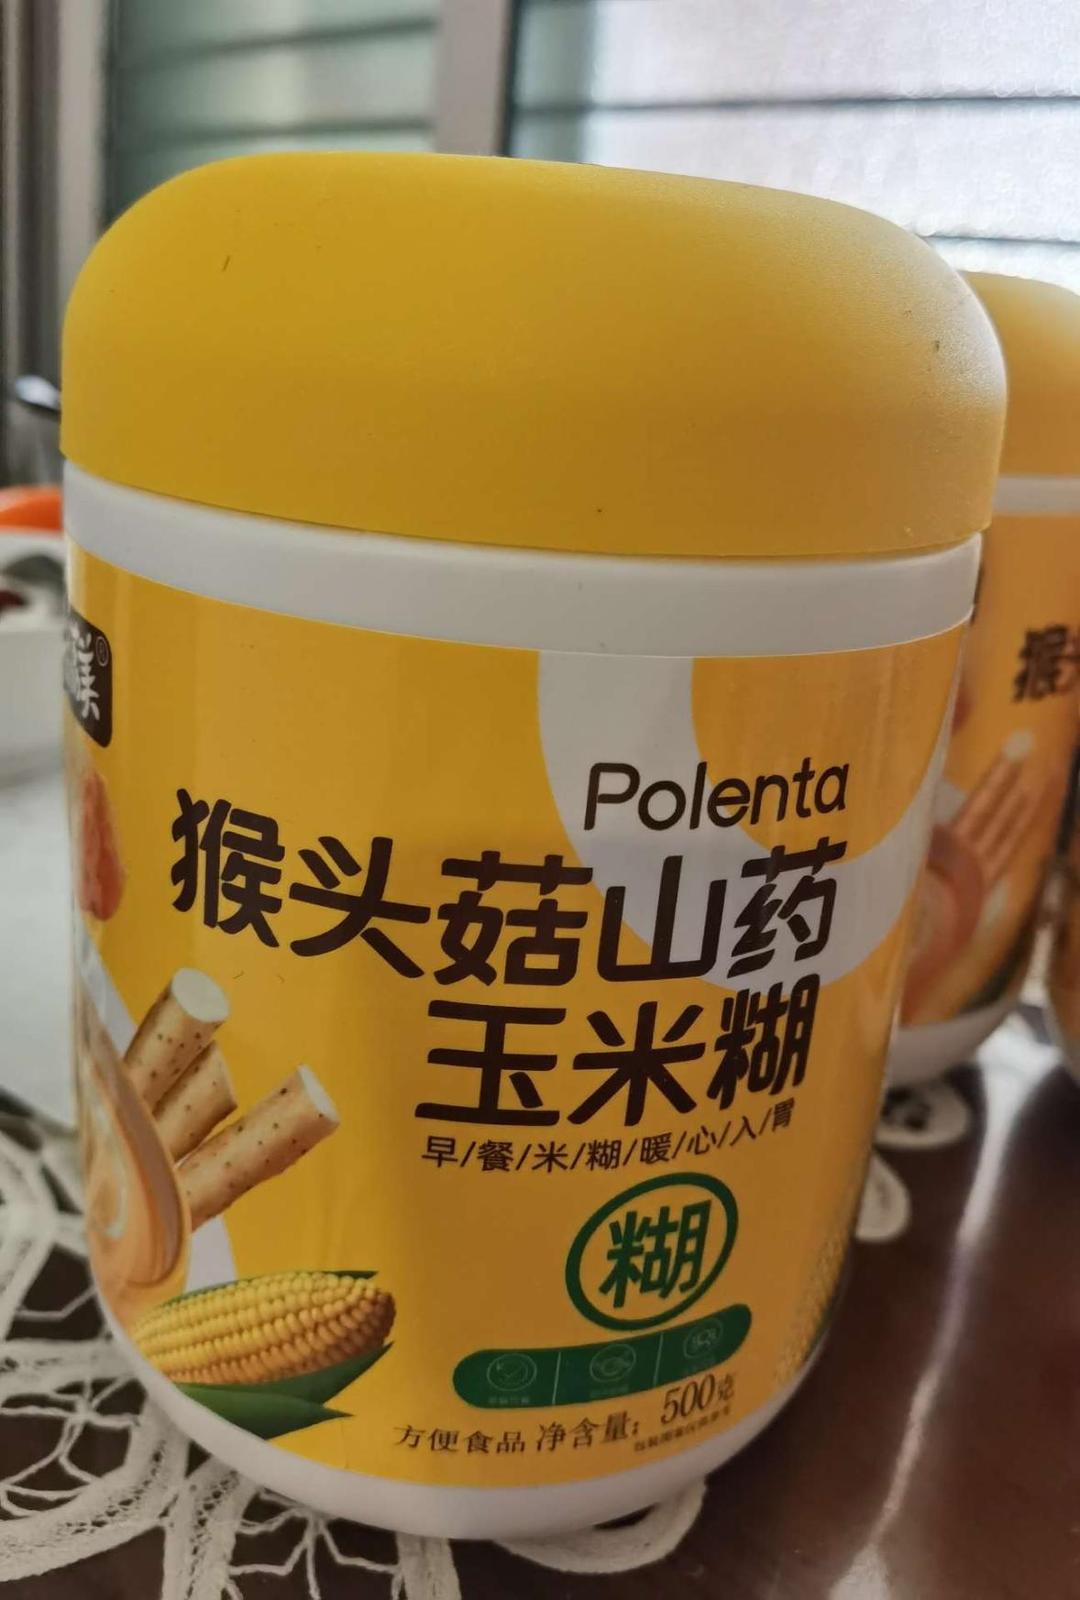 Polenta
猴头菇山药
玉米糊
早/餐/米/糊/暖/心/入/胃
糊
方便食品 净含量: 500克
猴